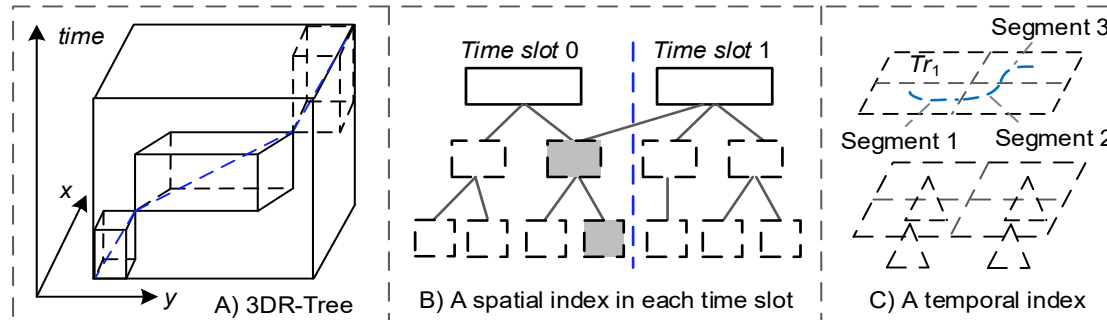 time
x
y
A) 3DR-Tree
Time slot 0
Time slot 1
B) A spatial index in each time slot
Segment 3
Tr1
Segment 1
Segment 2
C) A temporal index